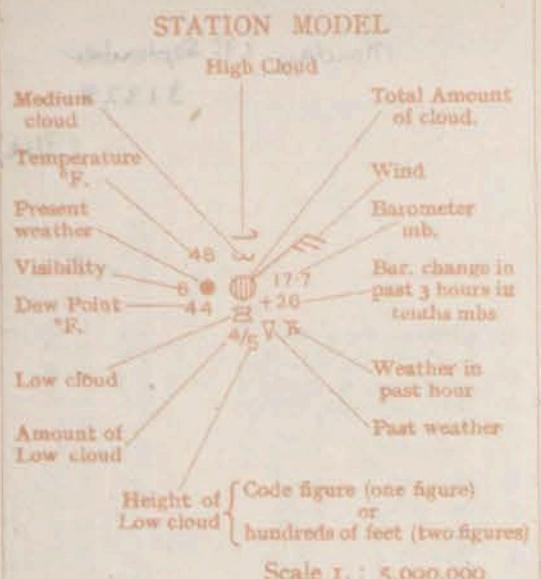 STATION MODEL
High Cloud
Medium
cloud
Total Amount
of cloud.
Temperature
°F.
Wind
Present
weather
Barometer
mb.
48
Visibility
6
17·7
Bar. change in
past 3 hours in
tenths mbs
Dew Point
°F.
44
+26
4/5
Low cloud
Weather in
past hour
Amount of
Low cloud
Past weather
Height of
Low cloud
Code figure (one figure)
or
hundreds of feet (two figures)
Scale 1. : 5,000,000